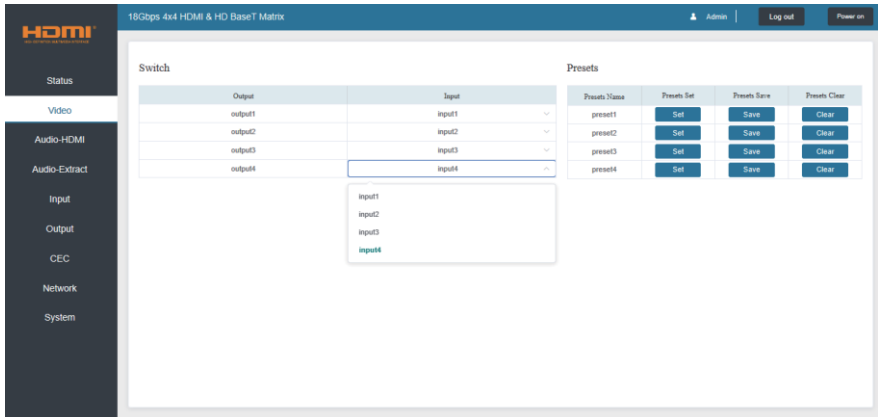 HDMI
18Gbps 4x4 HDMI & HD BaseT Matrix
Admin
Log out
Power on
Status
Video
Audio-HDMI
Audio-Extract
Input
Output
CEC
Network
System
Switch
Output Input
output1 input1
output2 input2
output3 input3
output4 input4
input1
input2
input3
input4
Presets
Presets Name Presets Set Presets Save Presets Clear
preset1 Set Save Clear
preset2 Set Save Clear
preset3 Set Save Clear
preset4 Set Save Clear